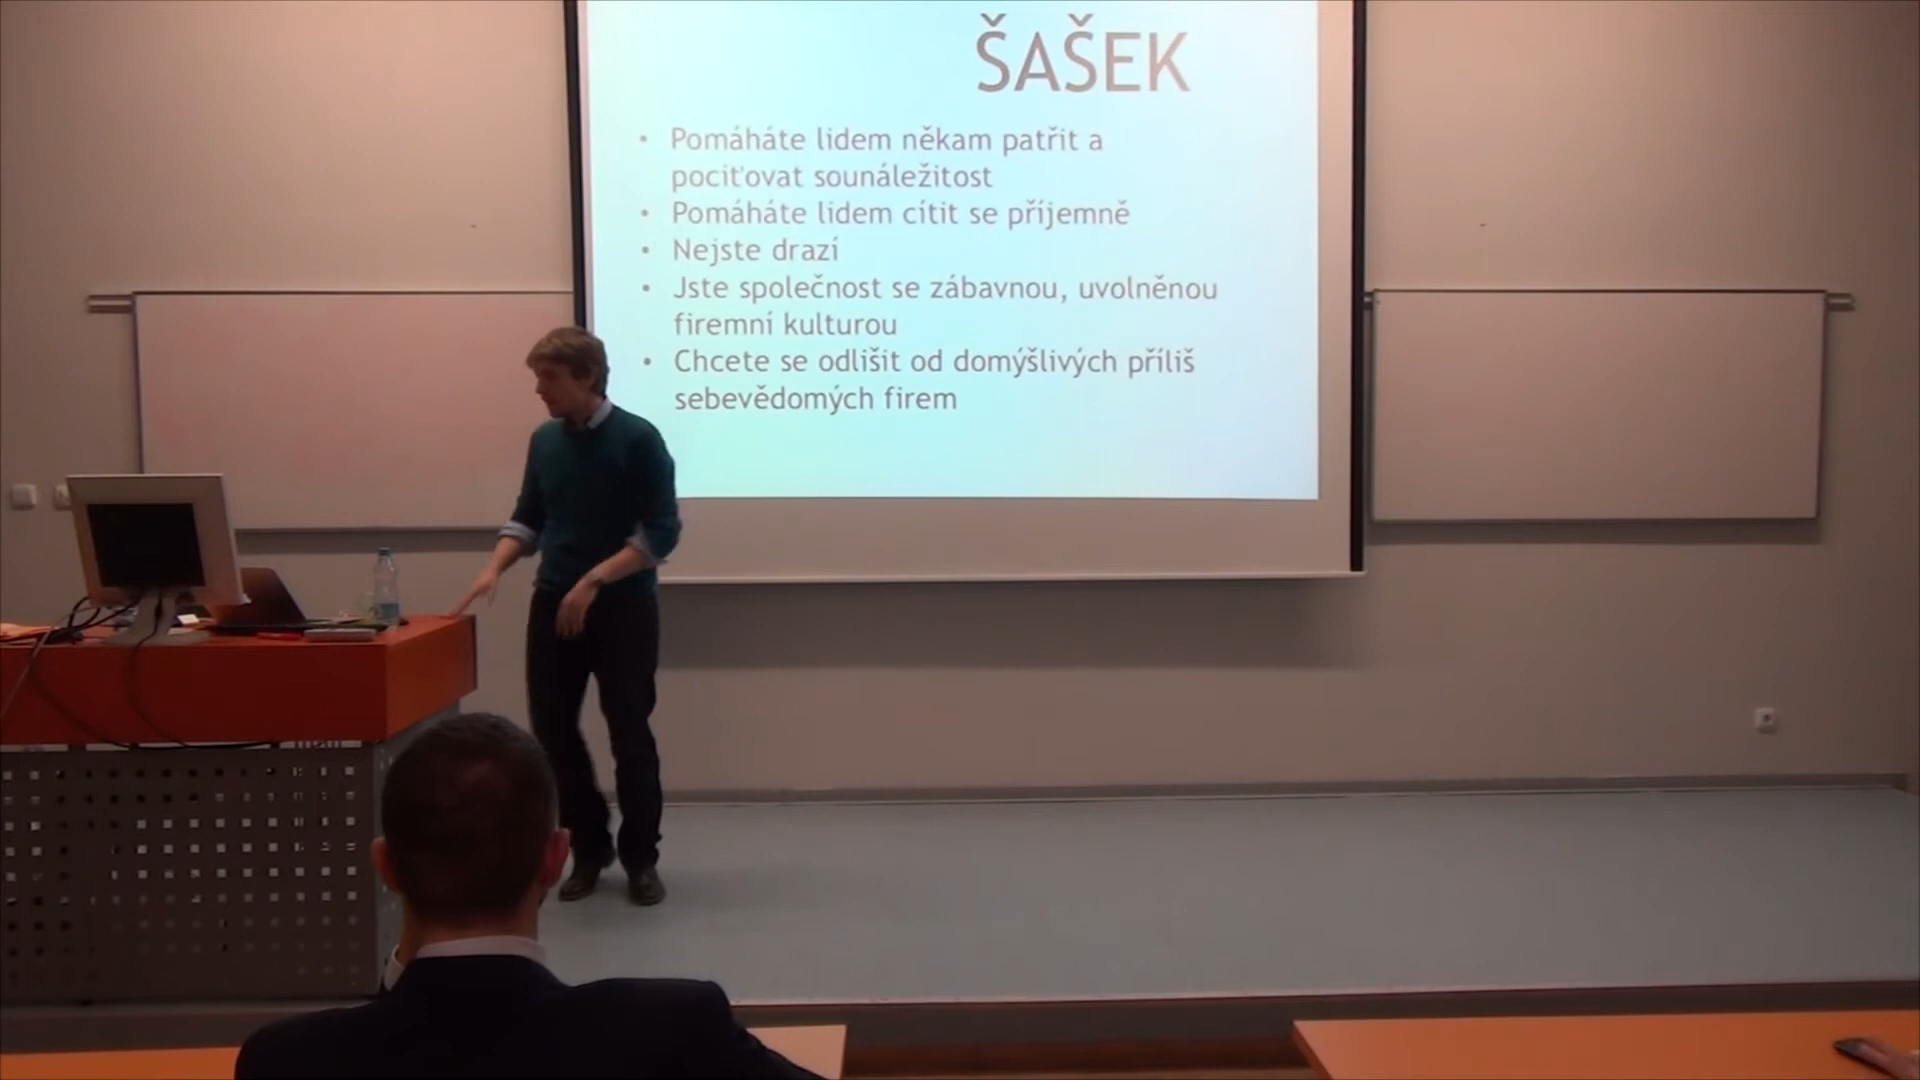 ŠAŠEK
• Pomáháte lidem někam patřit a
pociťovat sounáležitost
• Pomáháte lidem cítit se příjemně
• Nejste drazí
• Jste společnost se zábavnou, uvolněnou
firemní kulturou
• Chcete se odlišit od domýšlivých příliš
sebevědomých firem